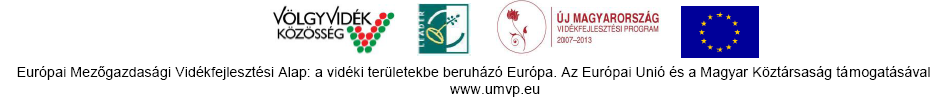 VÖLGYVIDÉK
KÖZÖSSÉG
LEADER
ÚJ MAGYARORSZÁG
VIDÉKFEJLESZTÉSI PROGRAM
2007–2013
Európai Mezőgazdasági Vidékfejlesztési Alap: a vidéki területekbe beruházó Európa. Az Európai Unió és a Magyar Köztársaság támogatásával
www.umvp.eu